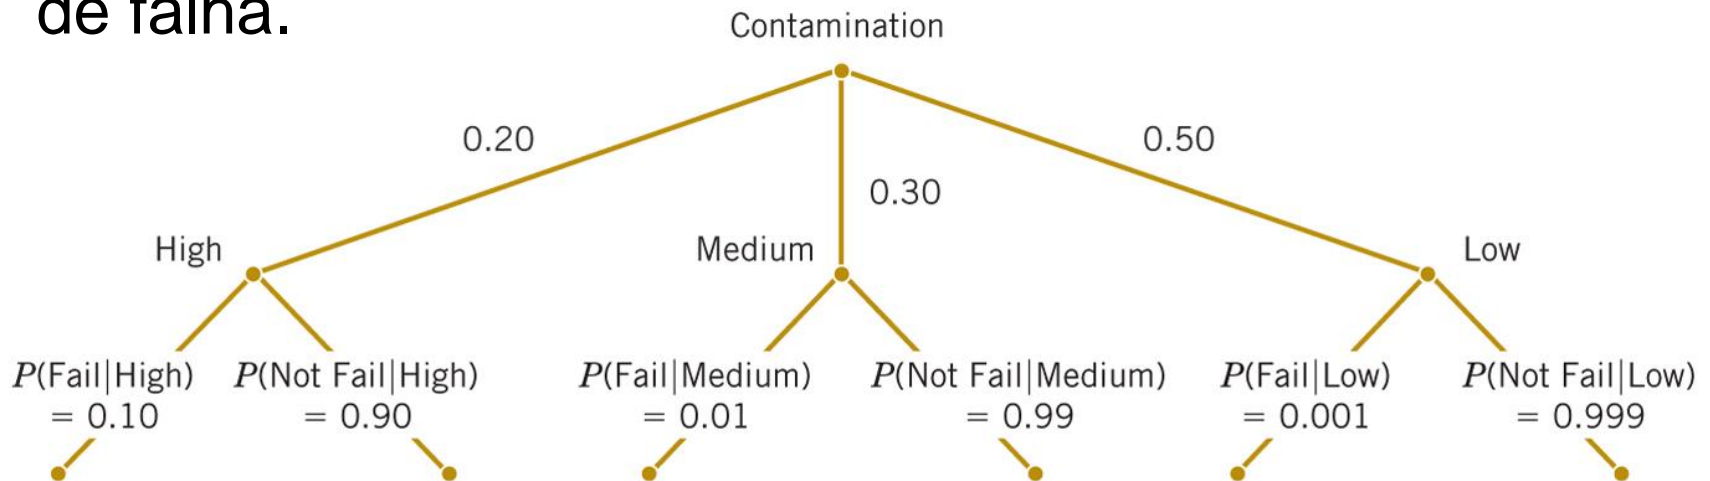 de falha.
Contamination
0.20
0.50
0.30
High
Medium
Low
P(Fail|High) P(Not Fail|High) P(Fail|Medium) P(Not Fail|Medium) P(Fail|Low) P(Not Fail|Low)
= 0.10 = 0.90 = 0.01 = 0.99 = 0.001 = 0.999